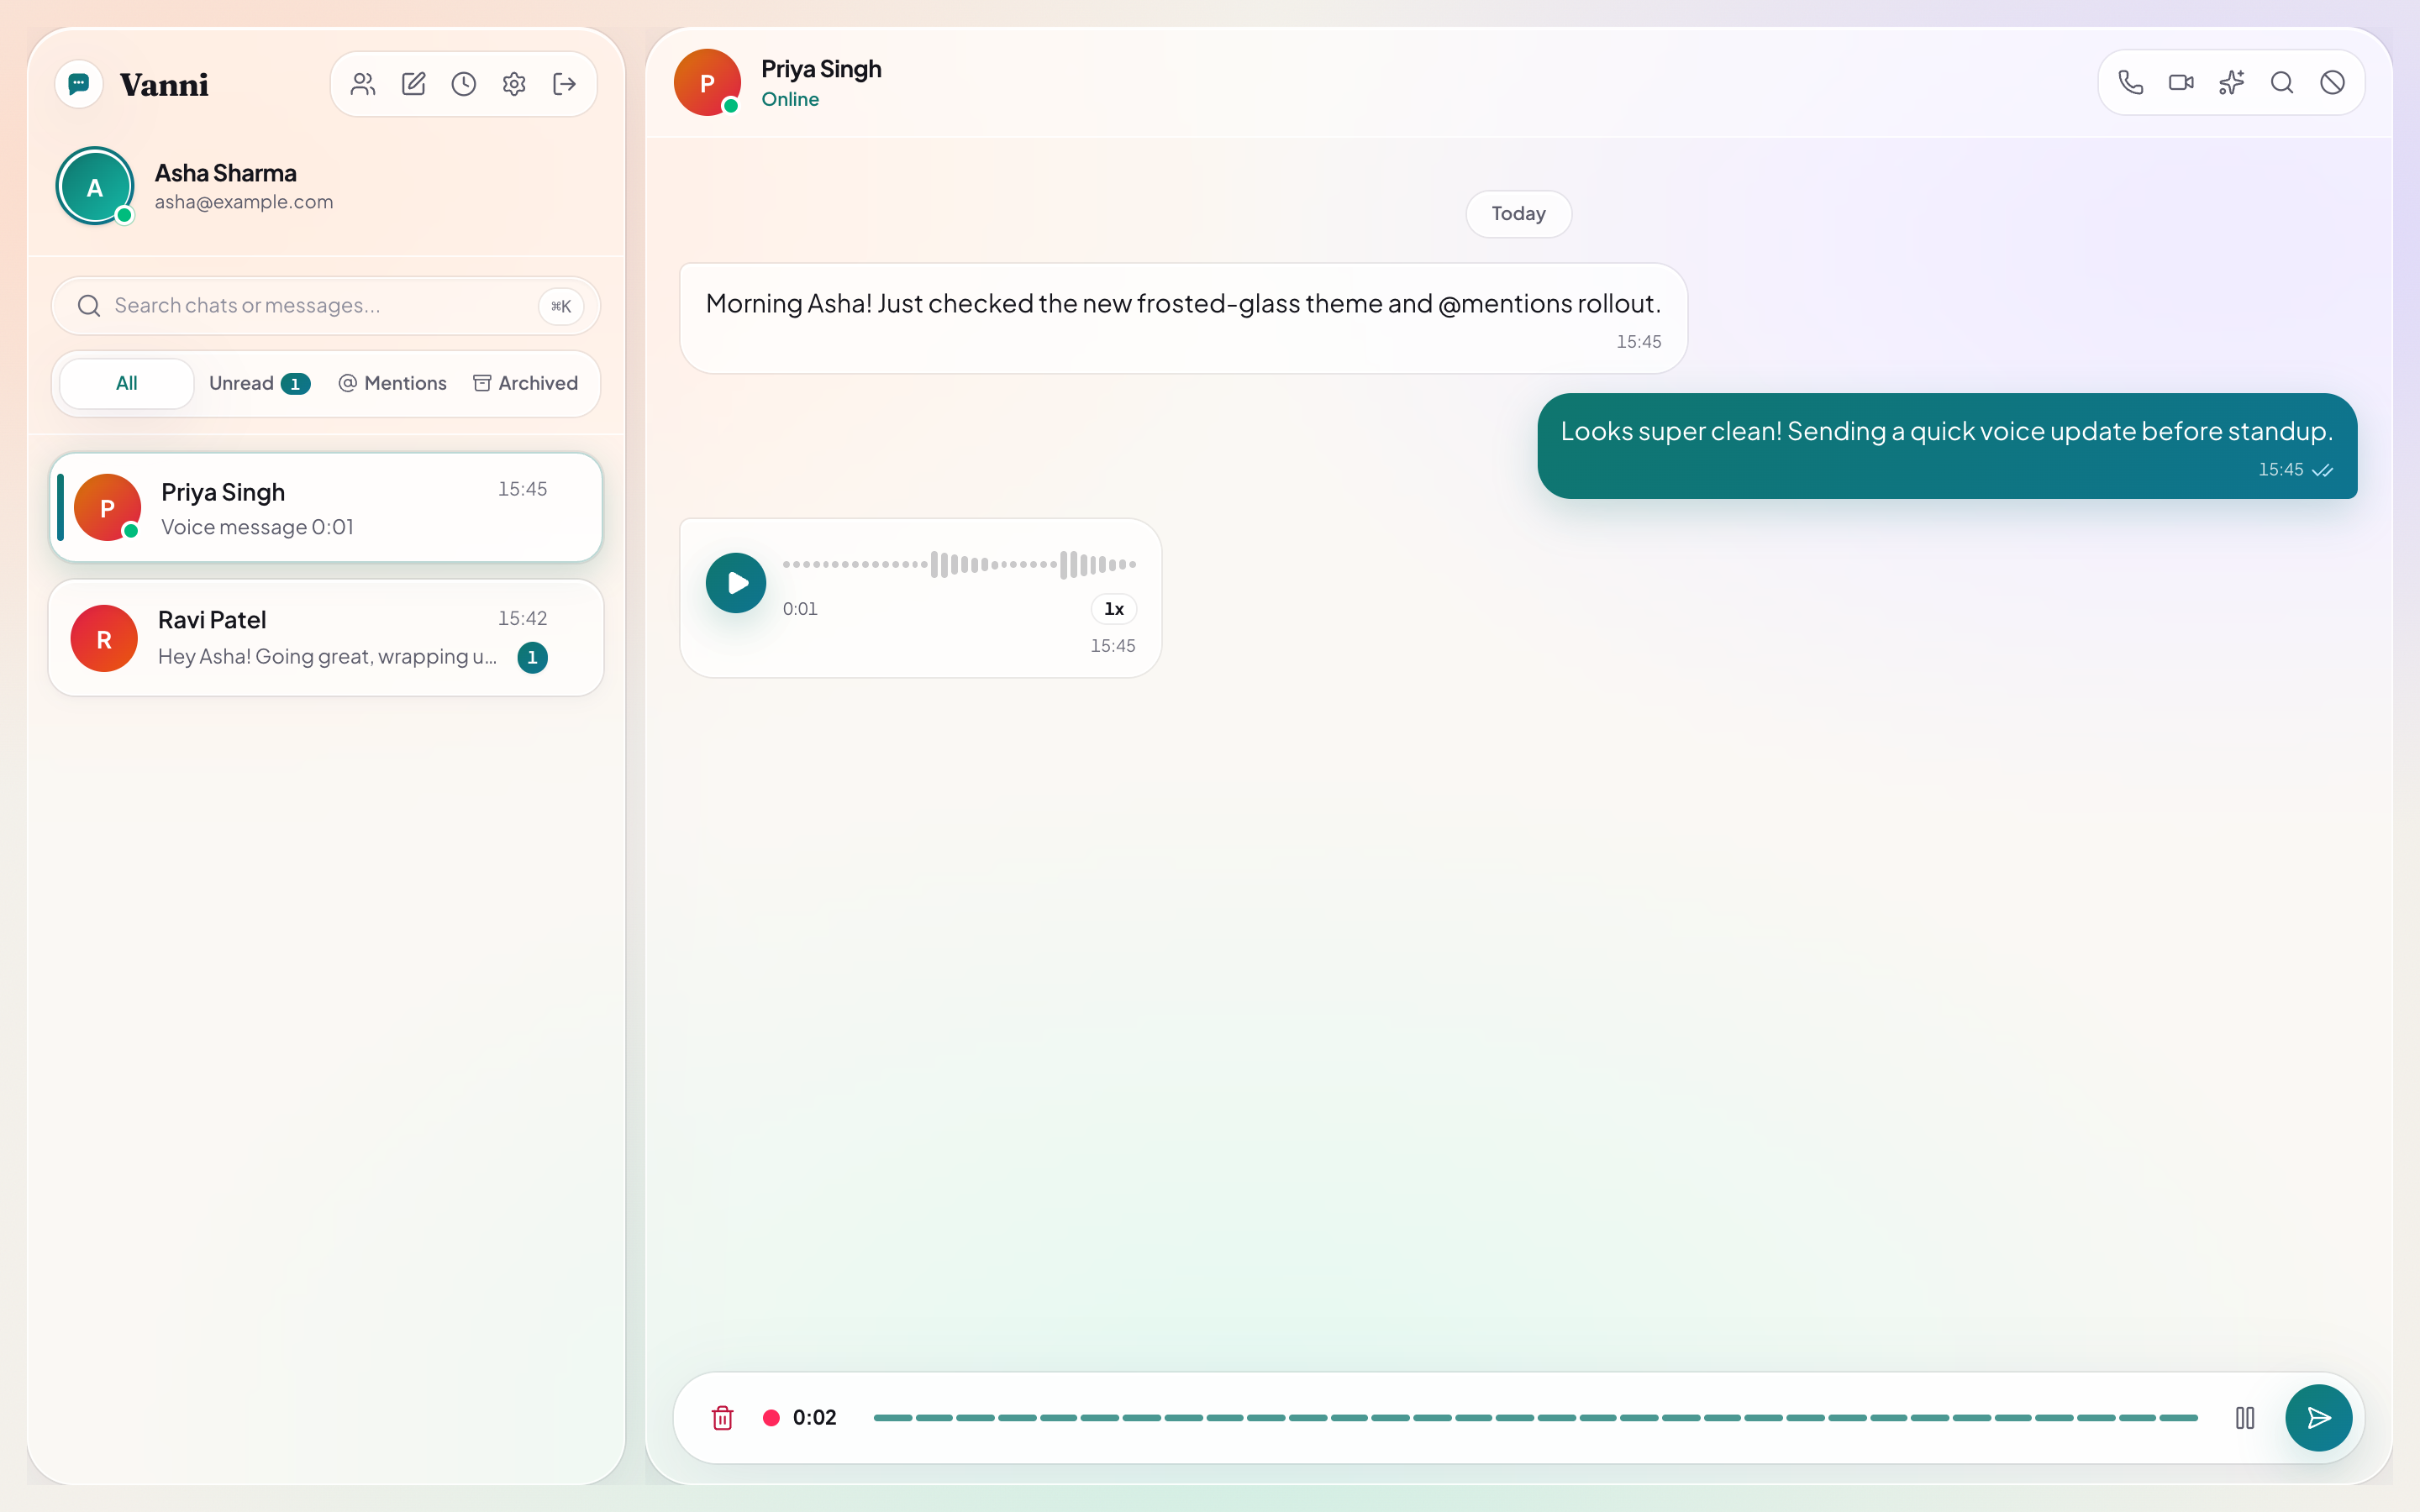 Vanni
Asha Sharma
asha@example.com
Search chats or messages...
⌘K
All
Unread 1
Mentions
Archived
Priya Singh
15:45
Voice message 0:01
Ravi Patel
15:42
Hey Asha! Going great, wrapping u...
1
P
A
P
R
Priya Singh
Online
Today
Morning Asha! Just checked the new frosted-glass theme and @mentions rollout.
15:45
Looks super clean! Sending a quick voice update before standup.
15:45
0:01
1x
15:45
0:02